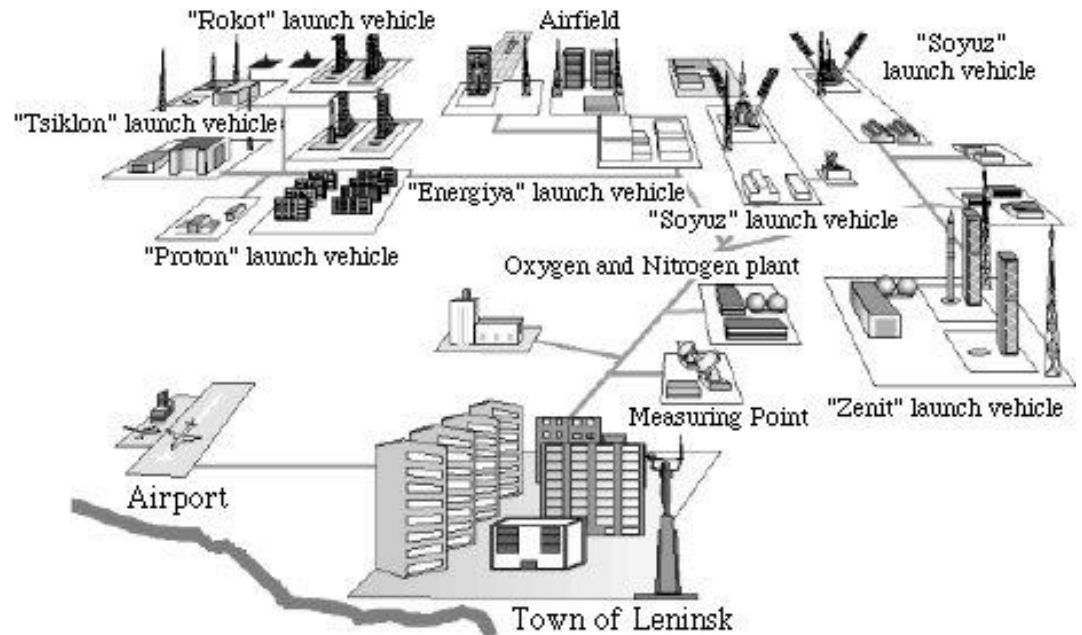 "Rokot" launch vehicle
Airfield
"Soyuz"
launch vehicle
"Tsiklon" launch vehicle
"Energiya" launch vehicle
"Soyuz" launch vehicle
"Proton" launch vehicle
Oxygen and Nitrogen plant
"Zenit" launch vehicle
Measuring Point
Airport
Town of Leninsk